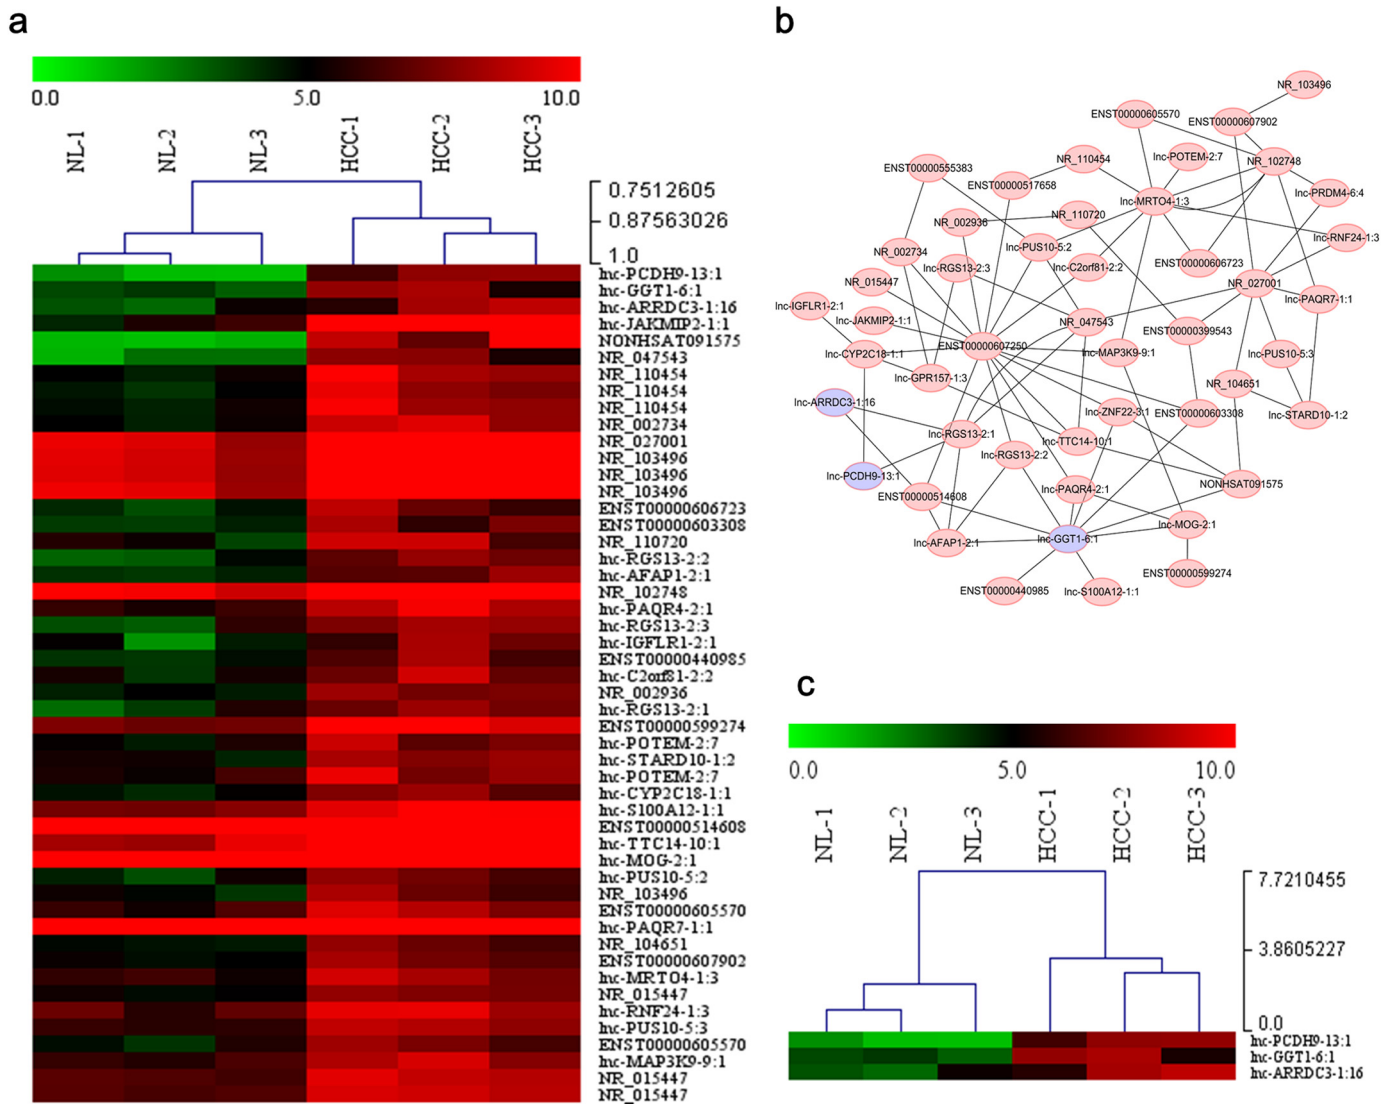 a
0.0 5.0 10.0
NL-1 NL-2 NL-3 HCC-1 HCC-2 HCC-3
0.7512605
0.87563026
1.0
lnc-PCDH9-13:1
lnc-GGT1-6:1
lnc-ARRDC3-1:16
lnc-JAKMIP2-1:1
NONHSAT091575
NR_047543
NR_110454
NR_110454
NR_110454
NR_002734
NR_027001
NR_103496
NR_103496
NR_103496
ENST00000606723
ENST00000603308
NR_110720
lnc-RGS13-2:2
lnc-AFAP1-2:1
NR_102748
lnc-PAQR4-2:1
lnc-RGS13-2:3
lnc-IGFLR1-2:1
ENST00000440985
lnc-C2orf81-2:2
NR_002936
lnc-RGS13-2:1
ENST00000599274
lnc-POTEM-2:7
lnc-STARD10-1:2
lnc-POTEM-2:7
lnc-CYP2C18-1:1
lnc-S100A12-1:1
ENST00000514608
lnc-TTC14-10:1
lnc-MOG-2:1
lnc-PUS10-5:2
NR_103496
ENST00000605570
lnc-PAQR7-1:1
NR_104651
ENST00000607902
lnc-MRTO4-1:3
NR_015447
lnc-RNF24-1:3
lnc-PUS10-5:3
ENST00000605570
lnc-MAP3K9-9:1
NR_015447
NR_015447
b
NR_103496
ENST00000605570
ENST00000607902
NR_110454
lnc-POTEM-2:7
NR_102748
ENST00000555383
ENST00000517658
lnc-PRDM4-6:4
lnc-MRTO4-1:3
NR_002936
NR_110720
lnc-RNF24-1:3
NR_002734
lnc-PUS10-5:2
lnc-RGS13-2:3
lnc-C2orf81-2:2
ENST00000606723
NR_015447
NR_027001
lnc-IGFLR1-2:1
lnc-PAQR7-1:1
lnc-JAKMIP2-1:1
NR_047543
ENST00000399543
ENST00000607250
lnc-CYP2C18-1:1
lnc-MAP3K9-9:1
lnc-PUS10-5:3
lnc-GPR157-1:3
NR_104651
lnc-ARRDC3-1:16
lnc-ZNF22-3:1
ENST00000603308
lnc-STARD10-1:2
lnc-RGS13-2:1
lnc-TTC14-10:1
lnc-RGS13-2:2
lnc-PCDH9-13:1
NONHSAT091575
lnc-PAQR4-2:1
ENST00000514608
lnc-MOG-2:1
lnc-AFAP1-2:1
lnc-GGT1-6:1
ENST00000599274
ENST00000440985
lnc-S100A12-1:1
c
0.0 5.0 10.0
NL-1 NL-2 NL-3 HCC-1 HCC-2 HCC-3
7.7210455
3.8605227
0.0
lnc-PCDH9-13:1
lnc-GGT1-6:1
lnc-ARRDC3-1:16